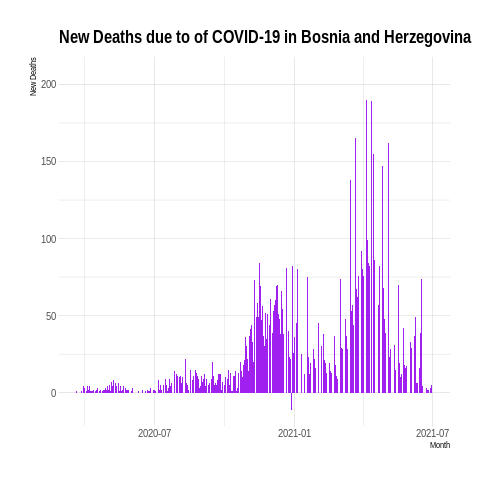 New Deaths due to of COVID-19 in Bosnia and Herzegovina
New Deaths
200
150
100
50
0
2020-07
2021-01
2021-07
Month